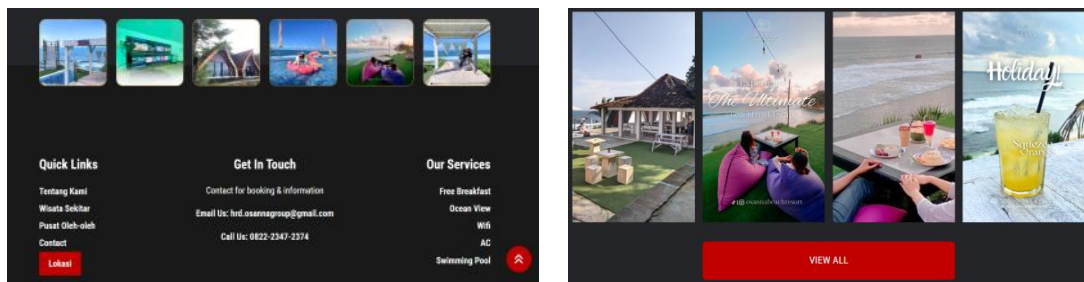 Quick Links
Tentang Kami
Wisata Sekitar
Pusat Oleh-oleh
Contact
Lokasi
Get In Touch
Contact for booking & information
Email Us: hrd.osannagroup@gmail.com
Call Us: 0822-2347-2374
Our Services
Free Breakfast
Ocean View
Wifi
AC
Swimming Pool
The Ultimate
Holiday!
Squeeze
Orange
VIEW ALL